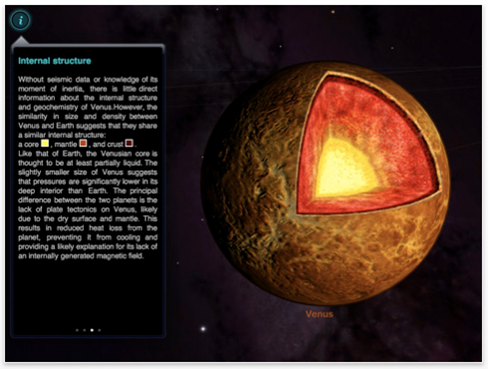 i
Internal structure
Without seismic data or knowledge of its
moment of inertia, there is little direct
information about the internal structure
and geochemistry of Venus.However, the
similarity in size and density between
Venus and Earth suggests that they share
a similar internal structure:
a core , mantle , and crust .
Like that of Earth, the Venusian core is
thought to be at least partially liquid. The
slightly smaller size of Venus suggests
that pressures are significantly lower in its
deep interior than Earth. The principal
difference between the two planets is the
lack of plate tectonics on Venus, likely
due to the dry surface and mantle. This
results in reduced heat loss from the
planet, preventing it from cooling and
providing a likely explanation for its lack of
an internally generated magnetic field.
Venus